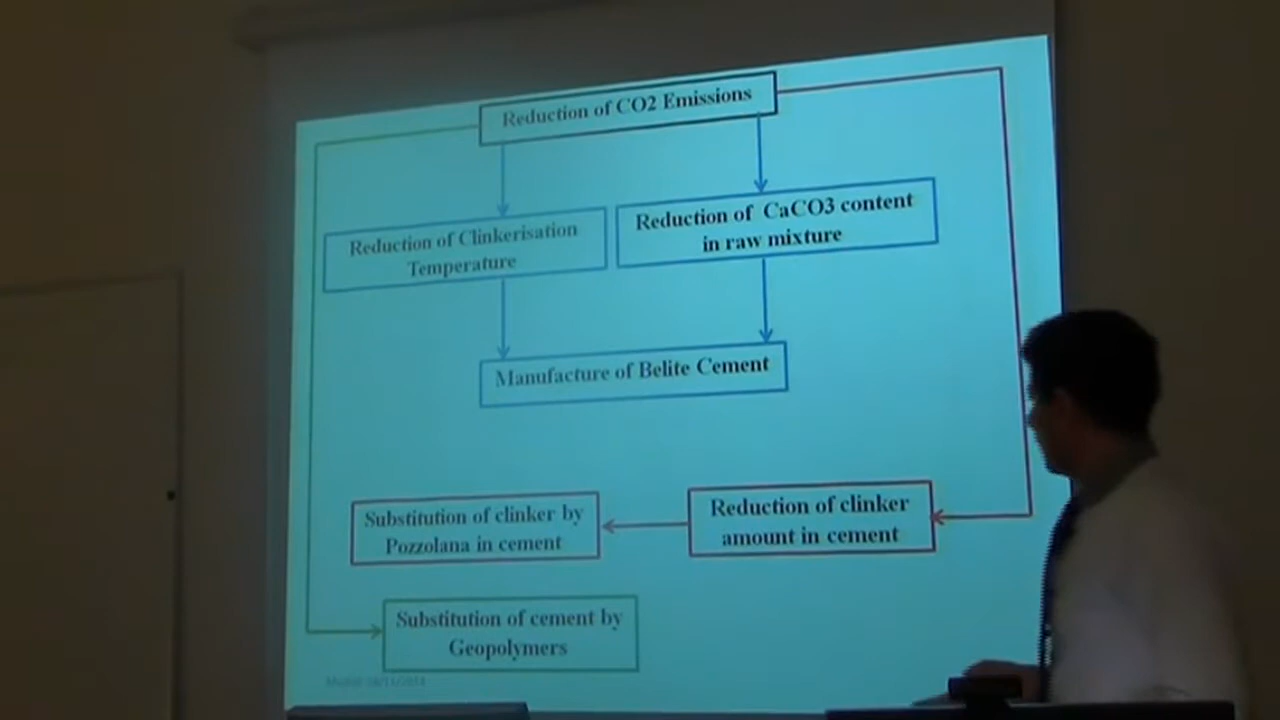 Reduction of CO2 Emissions
Reduction of Clinkerisation
Temperature
Reduction of CaCO3 content
in raw mixture
Manufacture of Belite Cement
Substitution of clinker by
Pozzolana in cement
Reduction of clinker
amount in cement
Substitution of cement by
Geopolymers